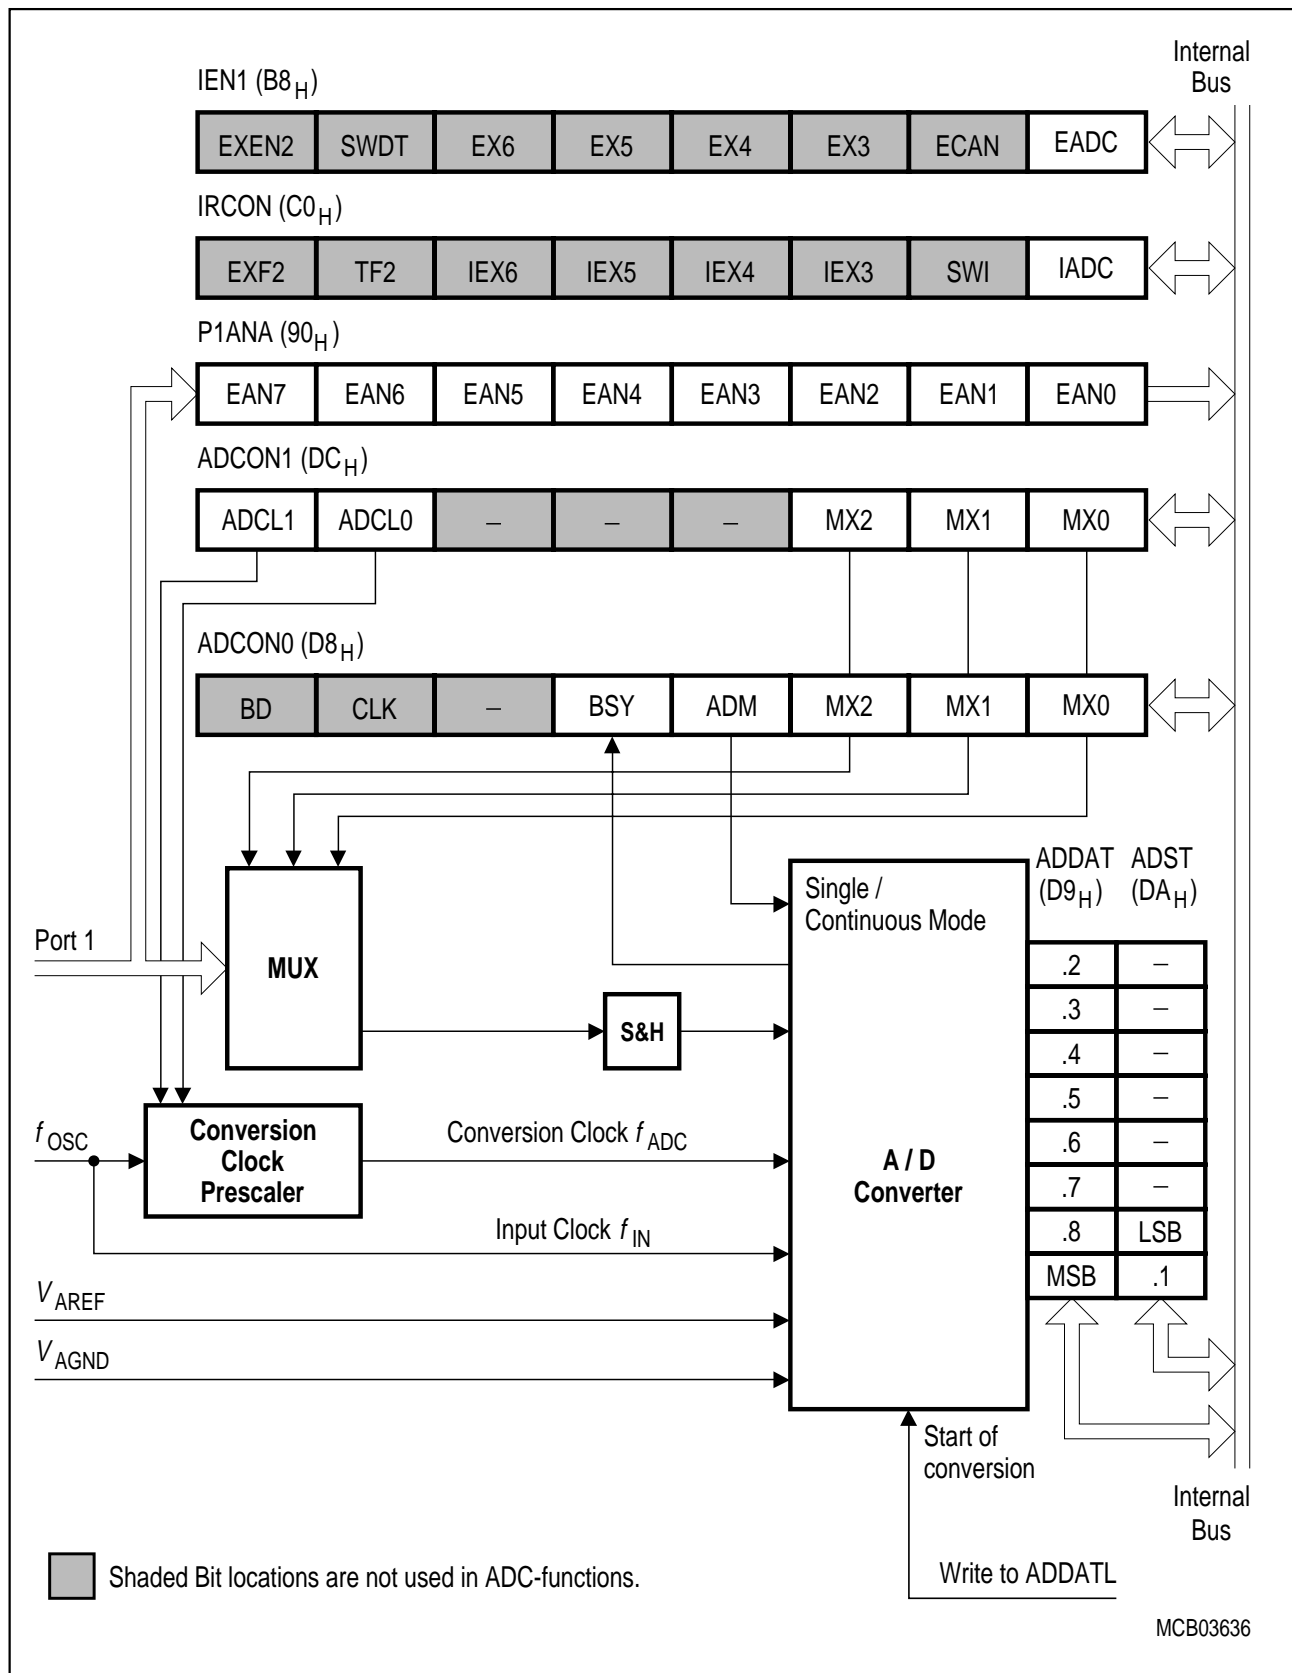 Internal
Bus
IEN1 (B8H)
EXEN2 SWDT EX6 EX5 EX4 EX3 ECAN EADC
IRCON (C0H)
EXF2 TF2 IEX6 IEX5 IEX4 IEX3 SWI IADC
P1ANA (90H)
EAN7 EAN6 EAN5 EAN4 EAN3 EAN2 EAN1 EAN0
ADCON1 (DCH)
ADCL1 ADCL0 – – – MX2 MX1 MX0
ADCON0 (D8H)
BD CLK – BSY ADM MX2 MX1 MX0
ADDAT ADST
(D9H) (DAH)
Single /
Continuous Mode
Port 1
MUX
S&H
.2 –
.3 –
.4 –
.5 –
.6 –
.7 –
.8 LSB
MSB .1
fOSC
Conversion
Clock
Prescaler
Conversion Clock fADC
A / D
Converter
Input Clock fIN
VAREF
VAGND
Start of
conversion
Internal
Bus
Shaded Bit locations are not used in ADC-functions.
Write to ADDATL
MCB03636